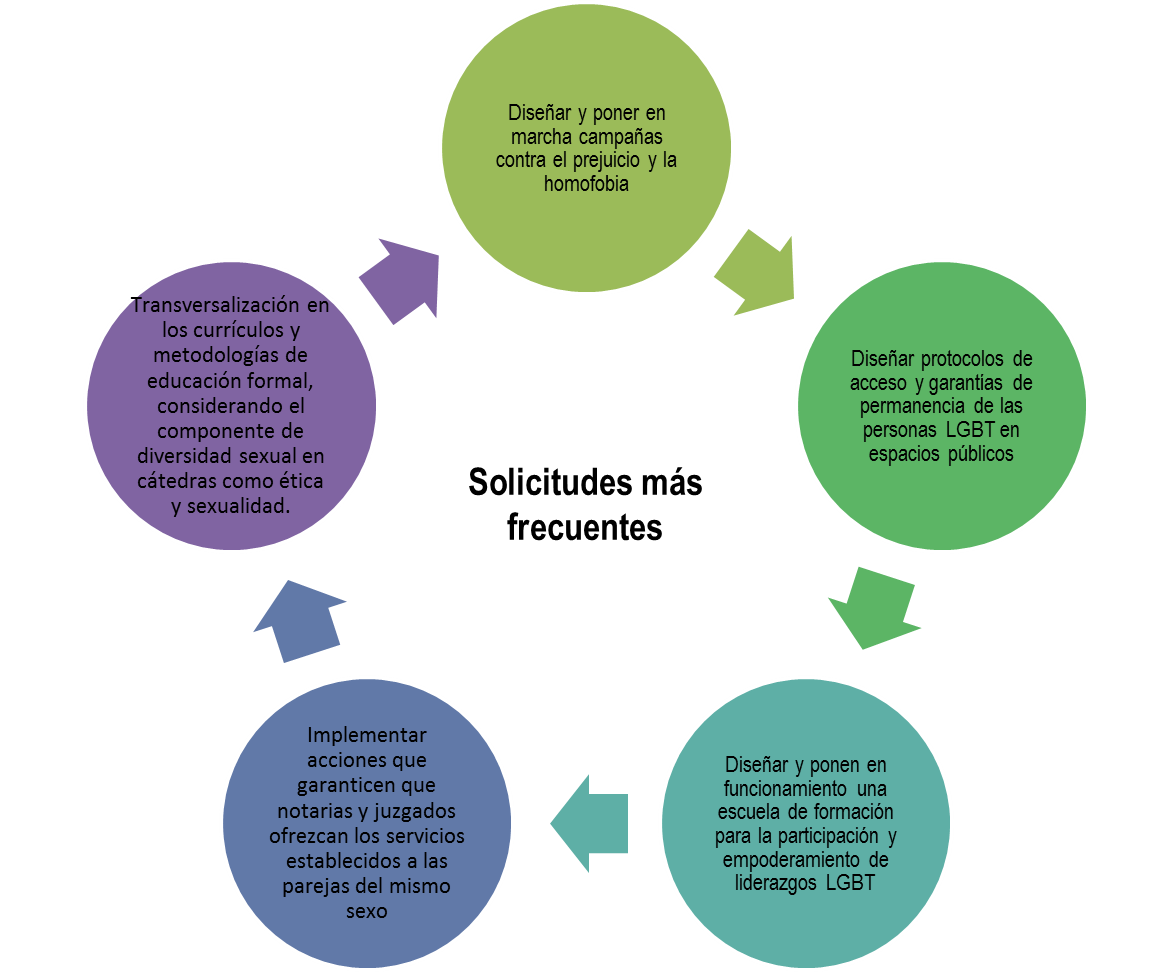 Diseñar y poner en
marcha campañas
contra el prejuicio y la
homofobia
Diseñar protocolos de
acceso y garantías de
permanencia de las
personas LGBT en
espacios públicos
Diseñar y ponen en
funcionamiento una
escuela de formación
para la participación y
empoderamiento de
liderazgos LGBT
Implementar
acciones que
garanticen que
notarias y juzgados
ofrezcan los servicios
establecidos a las
parejas del mismo
sexo
Transversalización en
los currículos y
metodologías de
educación formal,
considerando el
componente de
diversidad sexual en
cátedras como ética
y sexualidad.
Solicitudes más
frecuentes